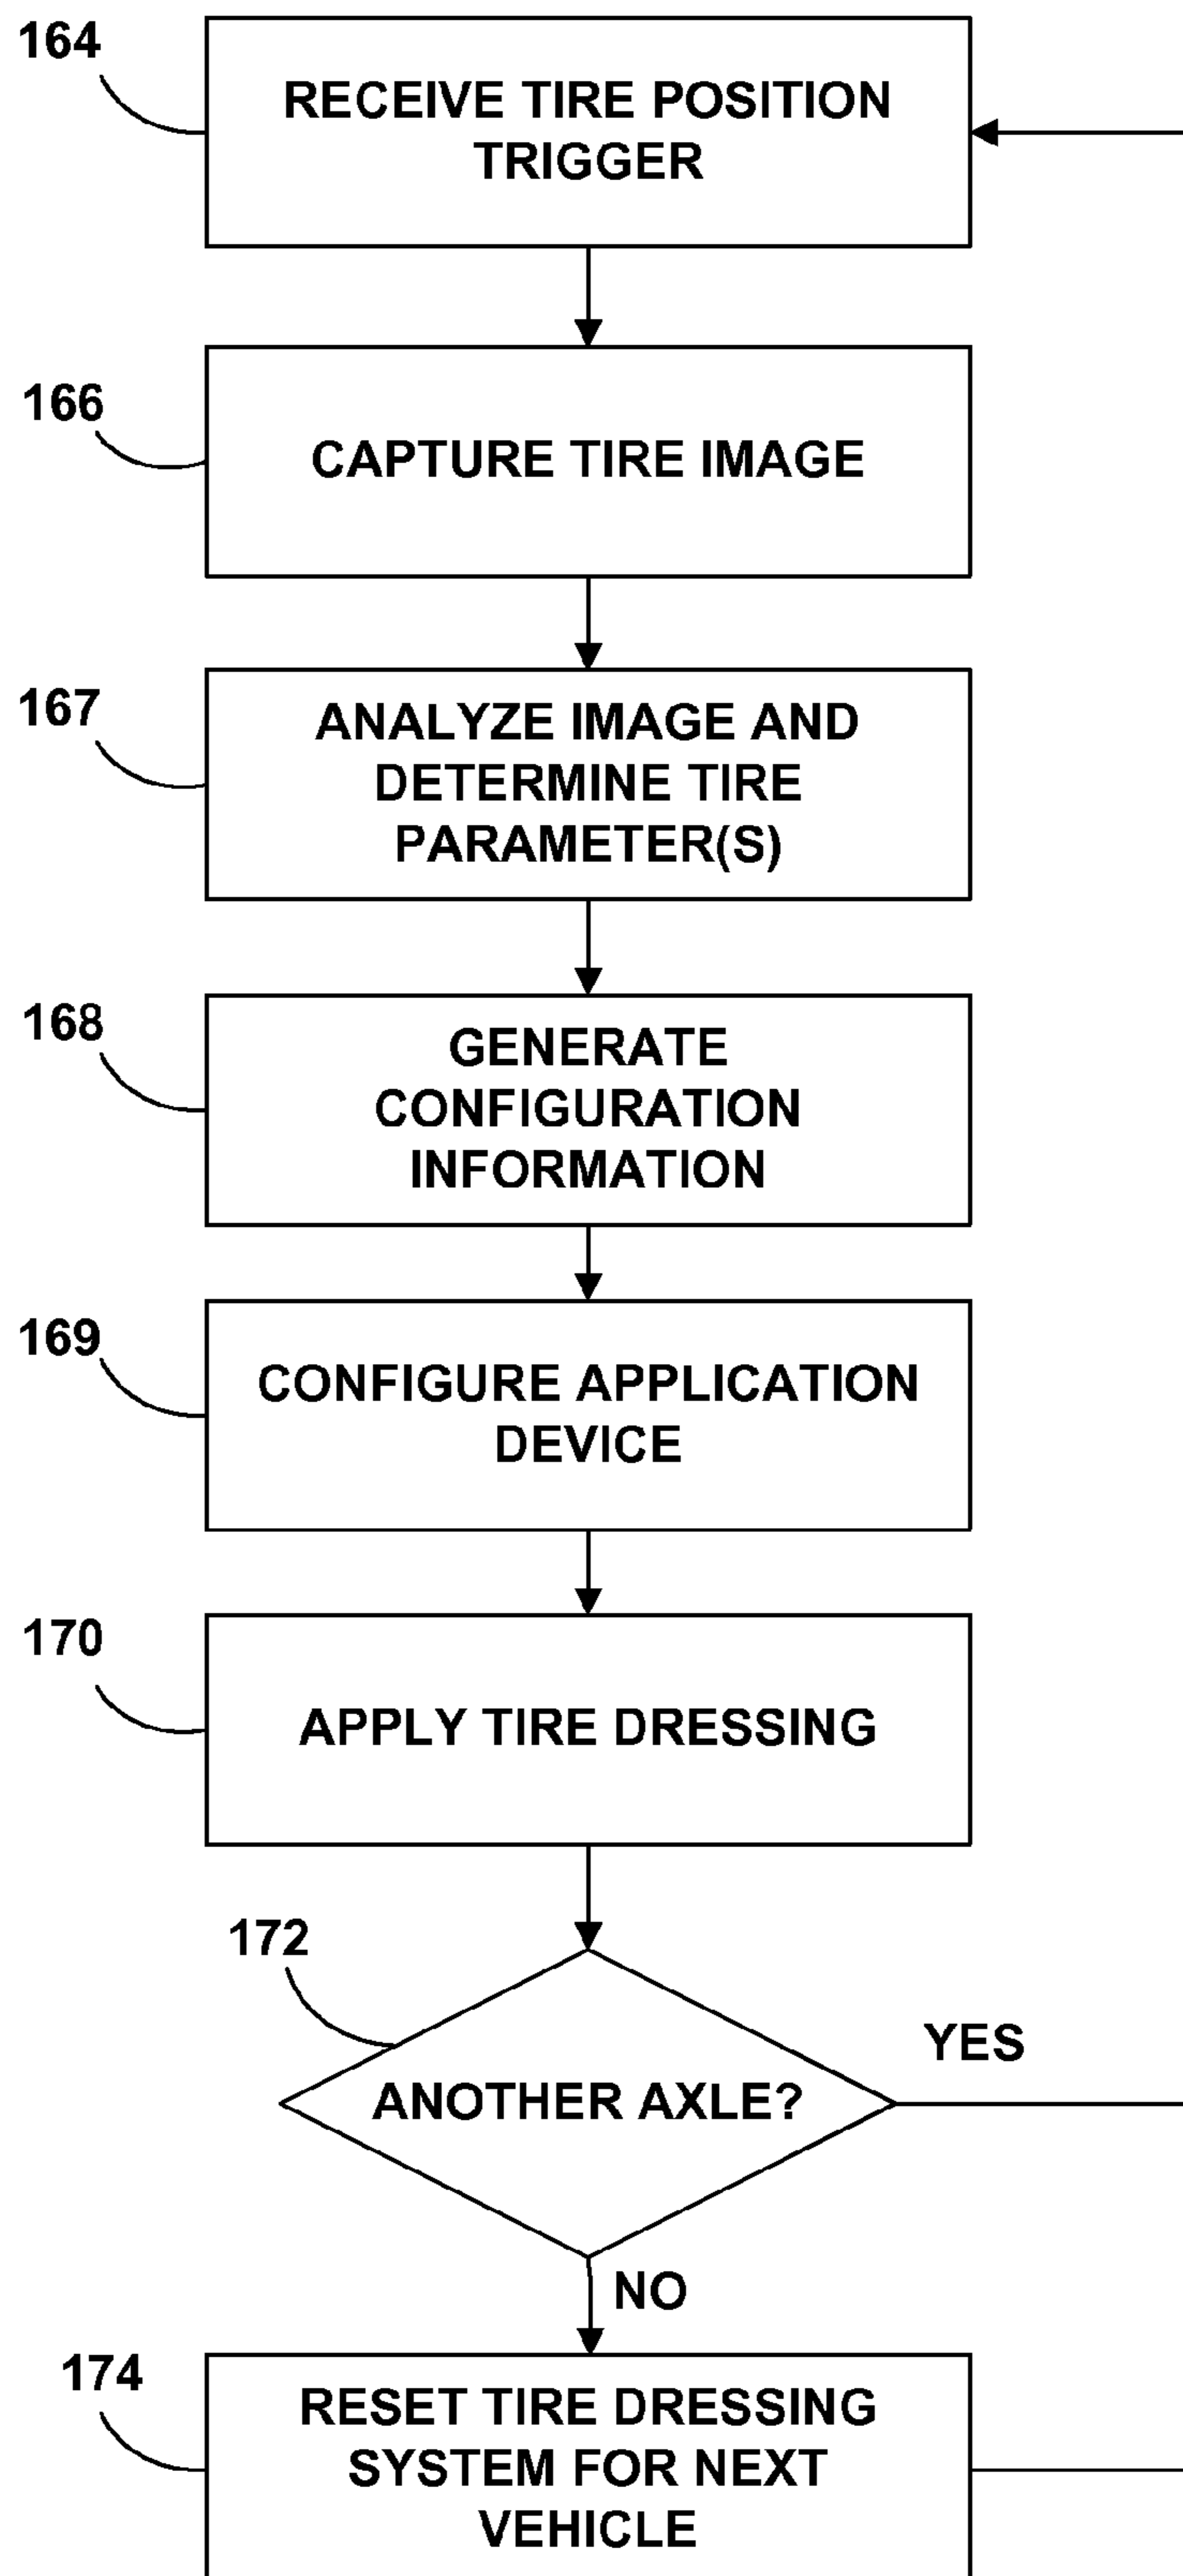 164
RECEIVE TIRE POSITION
TRIGGER
166
CAPTURE TIRE IMAGE
167
ANALYZE IMAGE AND
DETERMINE TIRE
PARAMETER(S)
168
GENERATE
CONFIGURATION
INFORMATION
169
CONFIGURE APPLICATION
DEVICE
170
APPLY TIRE DRESSING
172
ANOTHER AXLE?
YES
NO
174
RESET TIRE DRESSING
SYSTEM FOR NEXT
VEHICLE